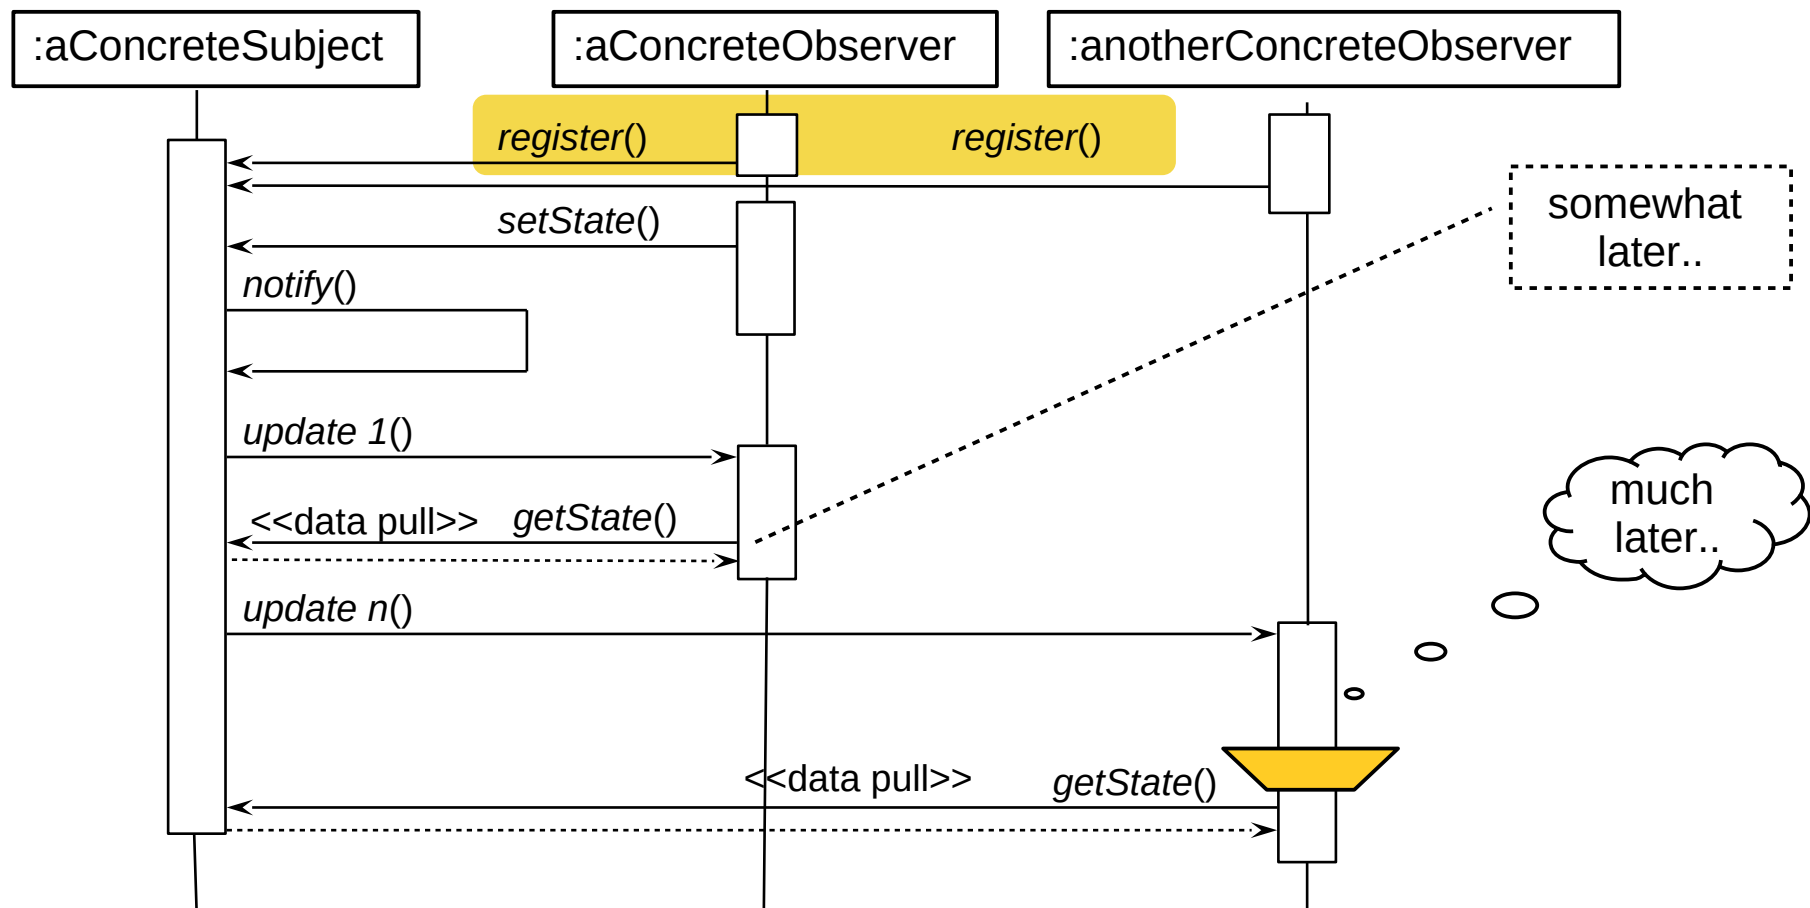 :aConcreteSubject
:aConcreteObserver
:anotherConcreteObserver
register()
register()
somewhat
later..
setState()
notify()
update 1()
much
later..
<<data pull>>
getState()
update n()
<<data pull>>
getState()